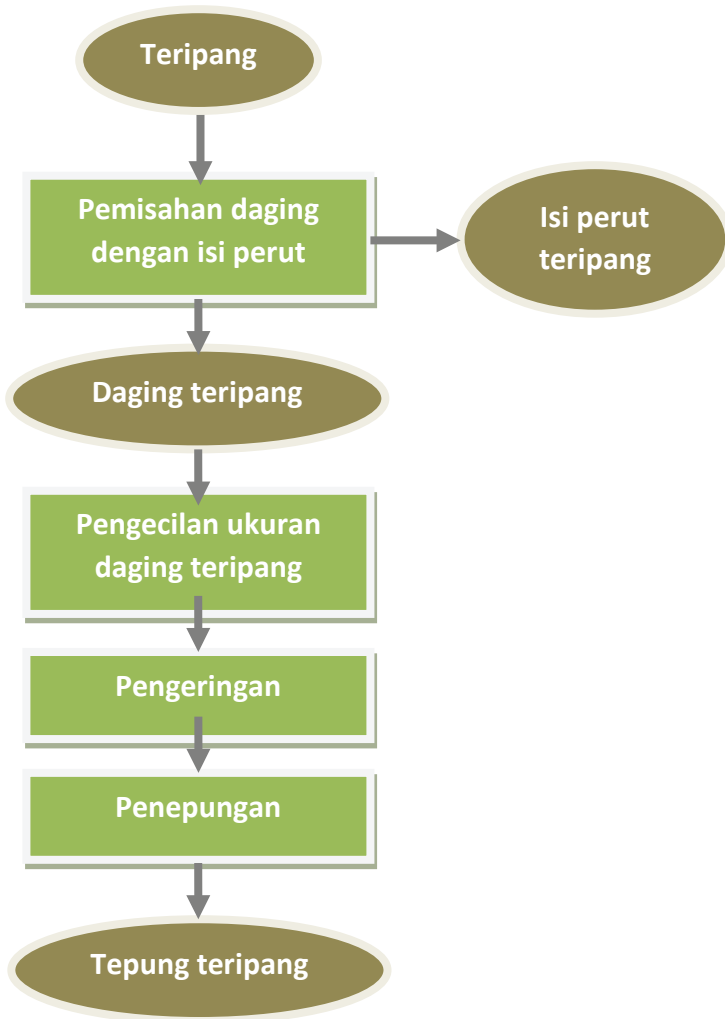 Teripang
Pemisahan daging
dengan isi perut
Isi perut
teripang
Daging teripang
Pengecilan ukuran
daging teripang
Pengeringan
Penepungan
Tepung teripang